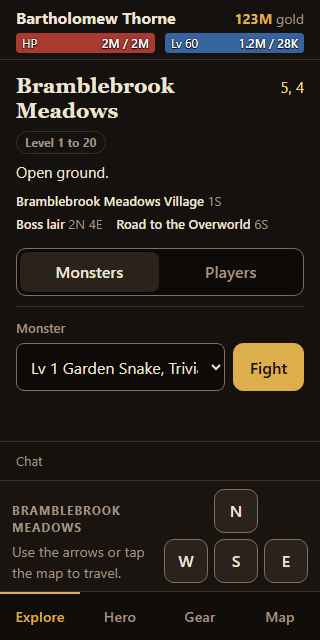 Bartholomew Thorne 123M gold
HP 2M / 2M Lv 60 1.2M / 28K
Bramblebrook Meadows 5, 4
Level 1 to 20
Open ground.
Bramblebrook Meadows Village 1S
Boss lair 2N 4E Road to the Overworld 6S
Monsters Players
Monster
Lv 1 Garden Snake, Trivi Fight
Chat
BRAMBLEBROOK MEADOWS
N
Use the arrows or tap the map to travel.
W S E
Explore Hero Gear Map